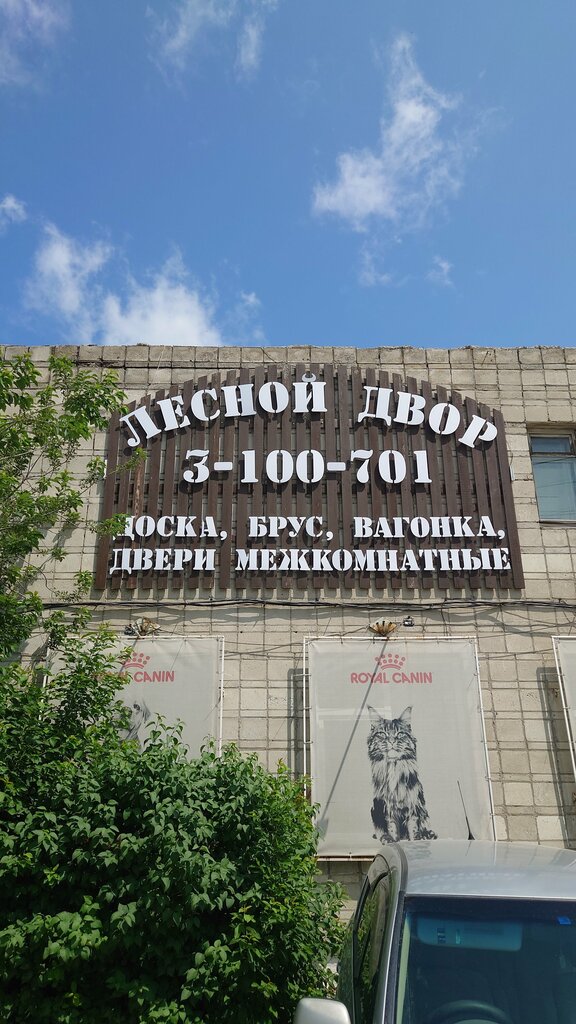 ЛЕСНОЙ ДВОР
3-100-701
ДОСКА, БРУС, ВАГОНКА,
ДВЕРИ МЕЖКОМНАТНЫЕ
ROYAL CANIN
ROYAL CANIN